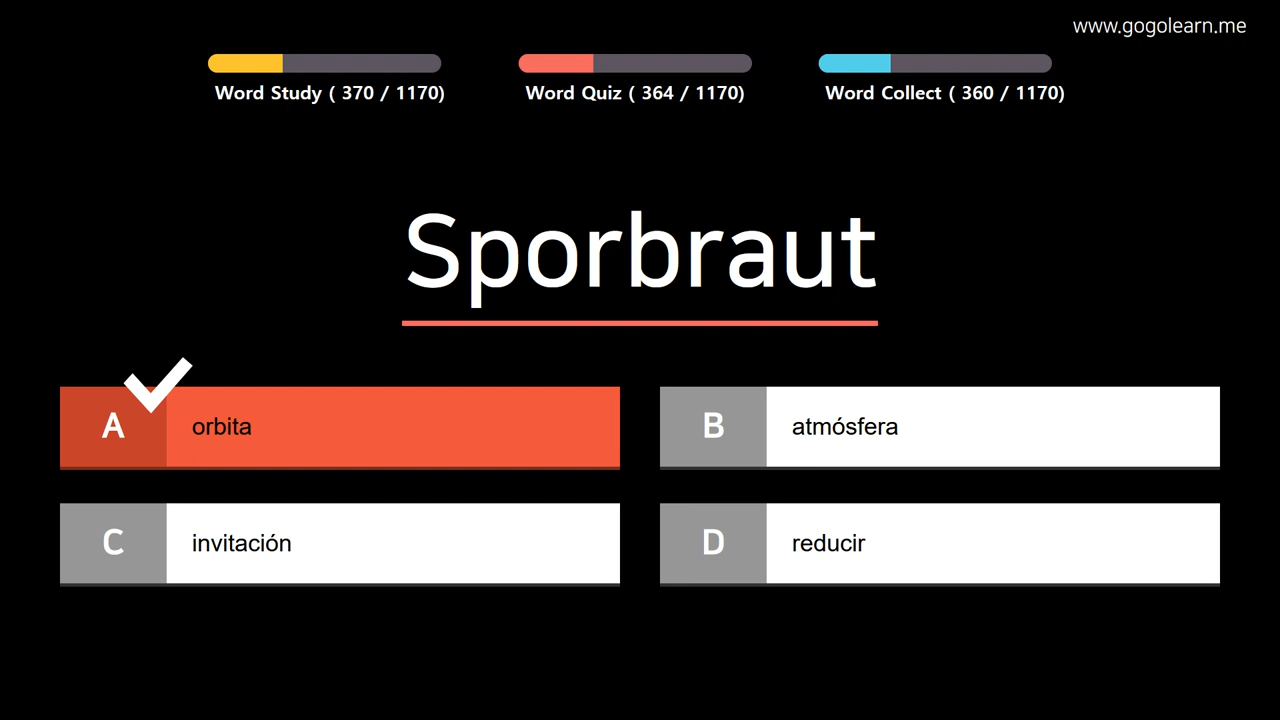 www.gogolearn.me
Word Study ( 370 / 1170)
Word Quiz ( 364 / 1170)
Word Collect ( 360 / 1170)
Sporbraut
A
orbita
B
atmósfera
C
invitación
D
reducir